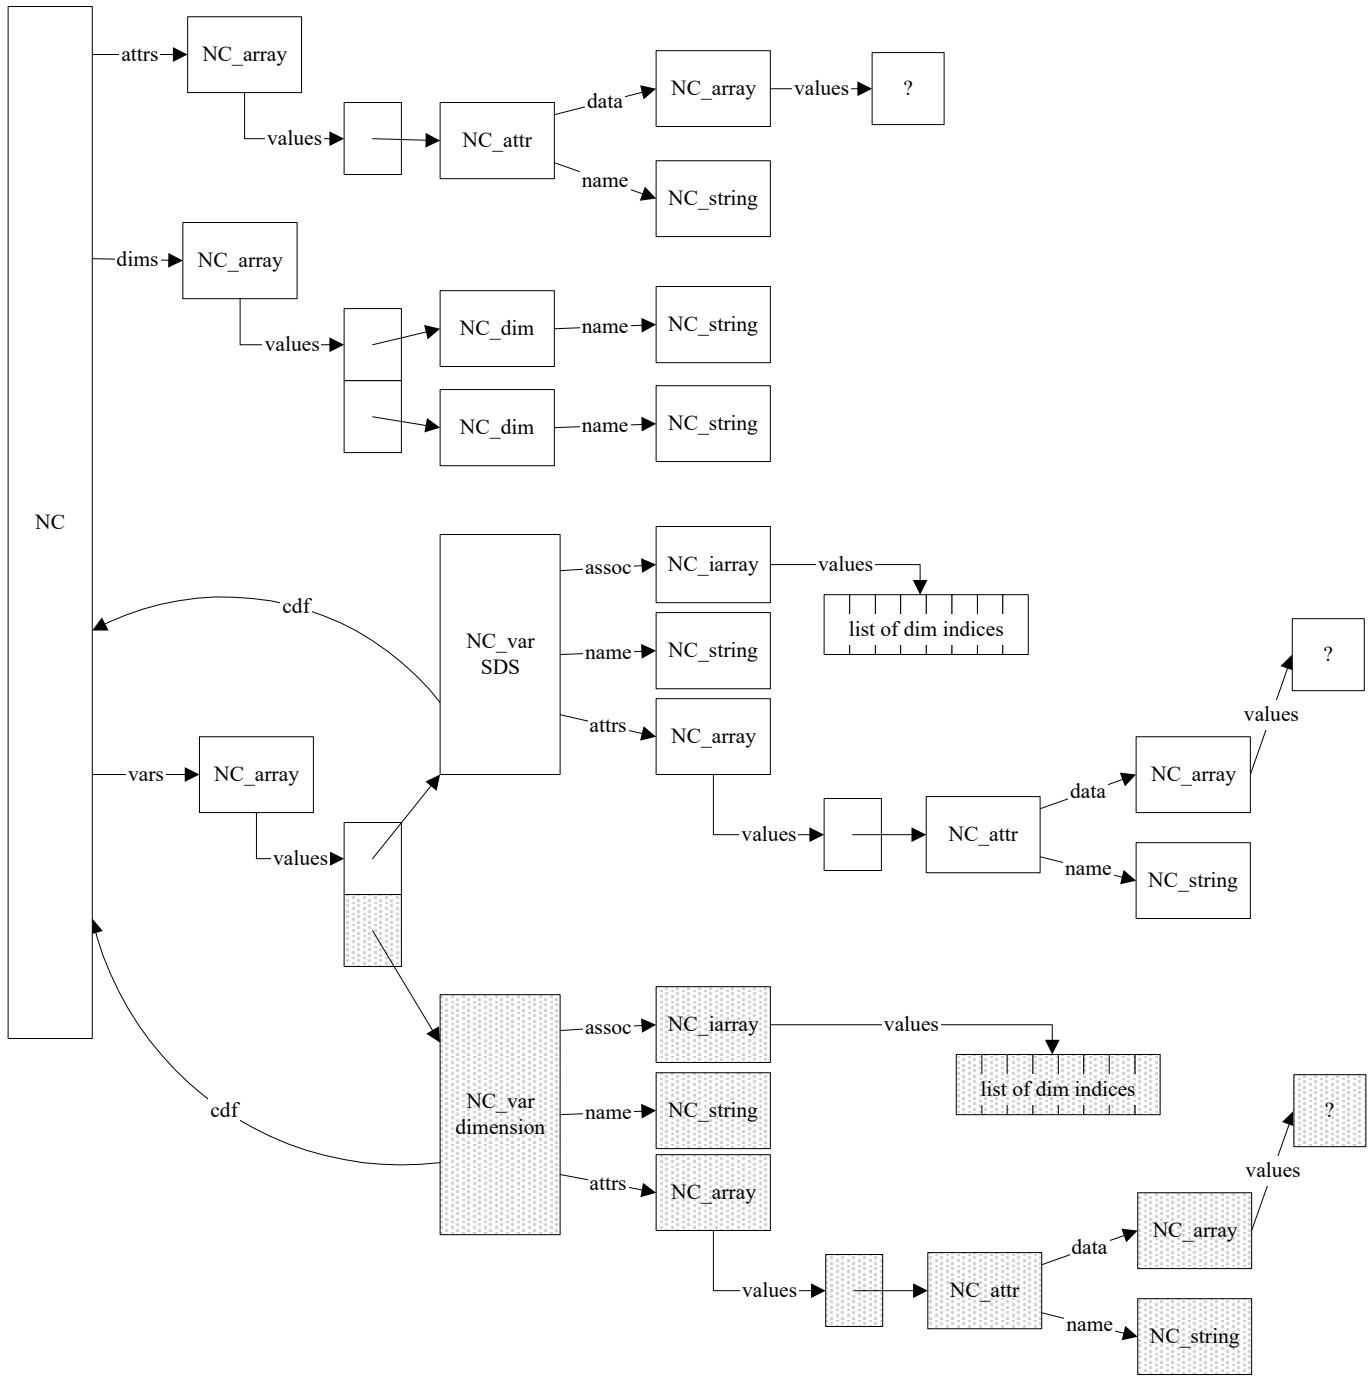 attrs
NC_array
values
NC_attr
data
NC_array
values
?
name
NC_string
dims
NC_array
values
NC_dim
name
NC_string
NC_dim
name
NC_string
NC
cdf
NC_var
SDS
assoc
NC_iarray
values
list of dim indices
name
NC_string
attrs
NC_array
values
NC_attr
data
NC_array
values
?
name
NC_string
vars
NC_array
values
cdf
NC_var
dimension
assoc
NC_iarray
values
list of dim indices
name
NC_string
attrs
NC_array
values
NC_attr
data
NC_array
values
?
name
NC_string